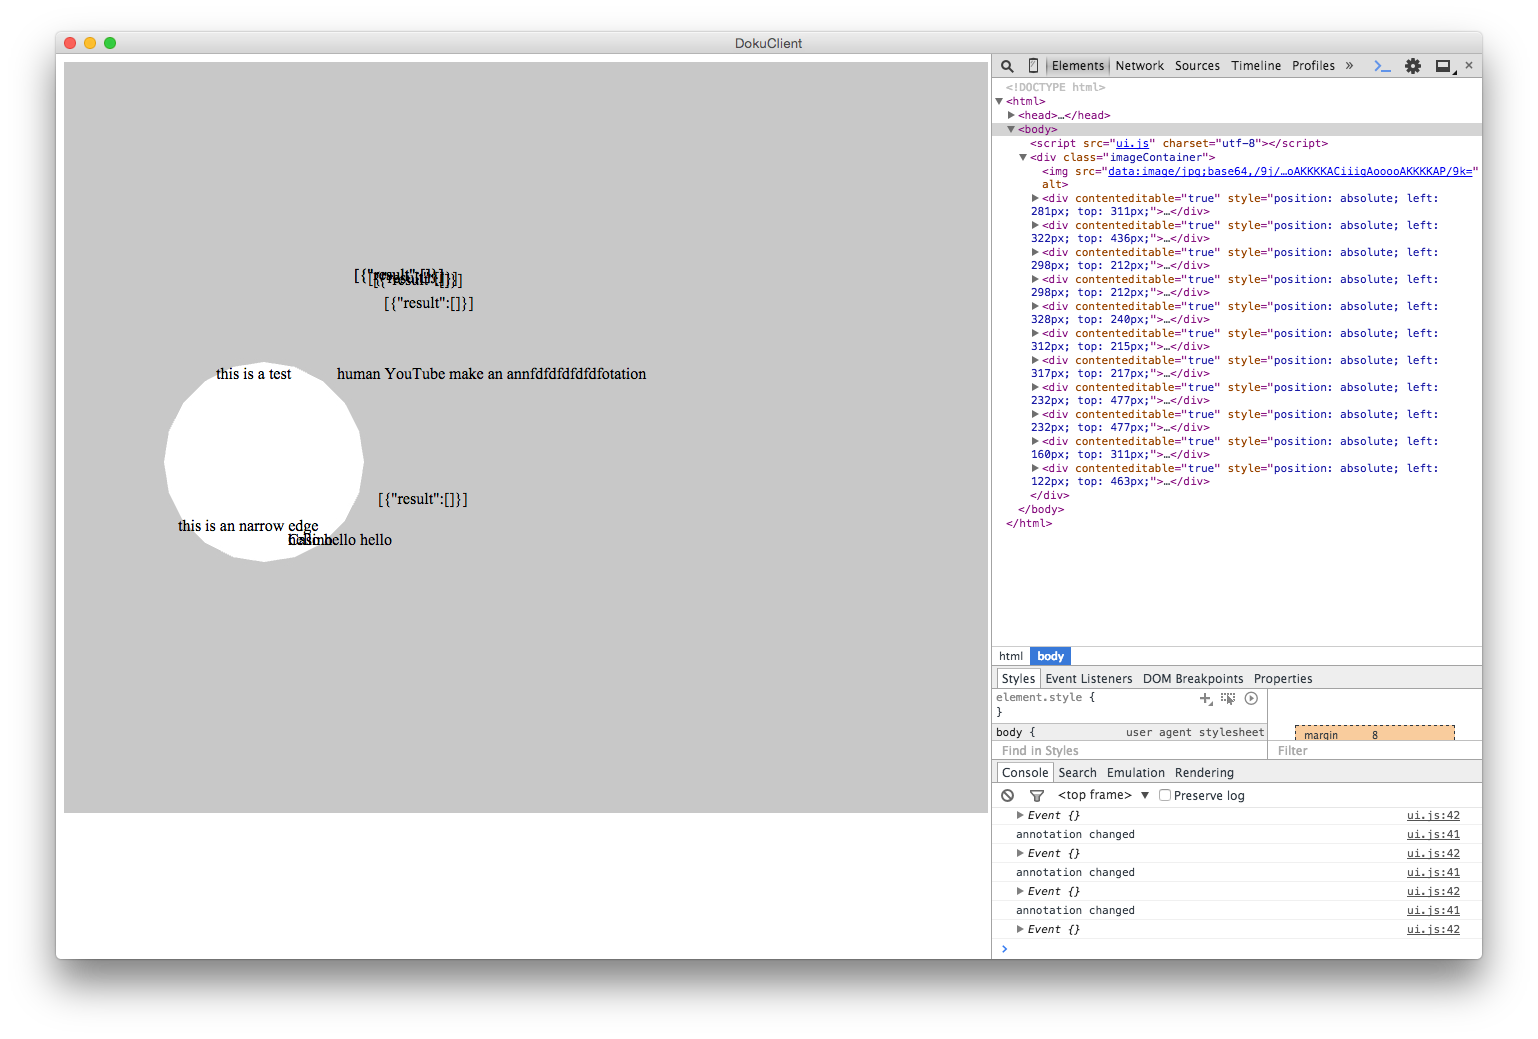 DokuClient
Elements Network Sources Timeline Profiles » ×
<!DOCTYPE html>
<html>
<head>…</head>
<body>
<script src="ui.js" charset="utf-8"></script>
<div class="imageContainer">
<img src="data:image/jpg;base64,/9j/…oAKKKKACiiigAooooAKKKKAP/9k="
alt>
<div contenteditable="true" style="position: absolute; left:
281px; top: 311px;">…</div>
<div contenteditable="true" style="position: absolute; left:
322px; top: 436px;">…</div>
<div contenteditable="true" style="position: absolute; left:
298px; top: 212px;">…</div>
<div contenteditable="true" style="position: absolute; left:
298px; top: 212px;">…</div>
<div contenteditable="true" style="position: absolute; left:
328px; top: 240px;">…</div>
<div contenteditable="true" style="position: absolute; left:
312px; top: 215px;">…</div>
<div contenteditable="true" style="position: absolute; left:
317px; top: 217px;">…</div>
<div contenteditable="true" style="position: absolute; left:
232px; top: 477px;">…</div>
<div contenteditable="true" style="position: absolute; left:
232px; top: 477px;">…</div>
<div contenteditable="true" style="position: absolute; left:
160px; top: 311px;">…</div>
<div contenteditable="true" style="position: absolute; left:
122px; top: 463px;">…</div>
</div>
</body>
</html>
[{"result":[]}]
[{"result":[]}]
[{"result":[]}]
this is a test
human YouTube make an annfdfdfdfdfdfotation
[{"result":[]}]
this is an narrow edge
hello hello
html body
Styles Event Listeners DOM Breakpoints Properties
element.style {
}
body { user agent stylesheet
margin 8
Find in Styles Filter
Console Search Emulation Rendering
<top frame> ▼ Preserve log
Event {} ui.js:42
annotation changed ui.js:41
Event {} ui.js:42
annotation changed ui.js:41
Event {} ui.js:42
annotation changed ui.js:41
Event {} ui.js:42
>